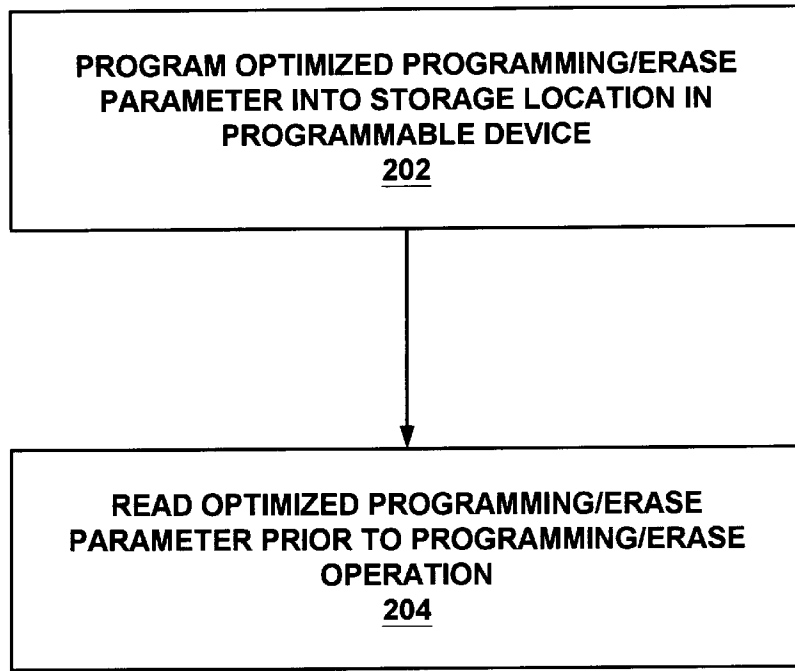 PROGRAM OPTIMIZED PROGRAMMING/ERASE
PARAMETER INTO STORAGE LOCATION IN
PROGRAMMABLE DEVICE
202
READ OPTIMIZED PROGRAMMING/ERASE
PARAMETER PRIOR TO PROGRAMMING/ERASE
OPERATION
204